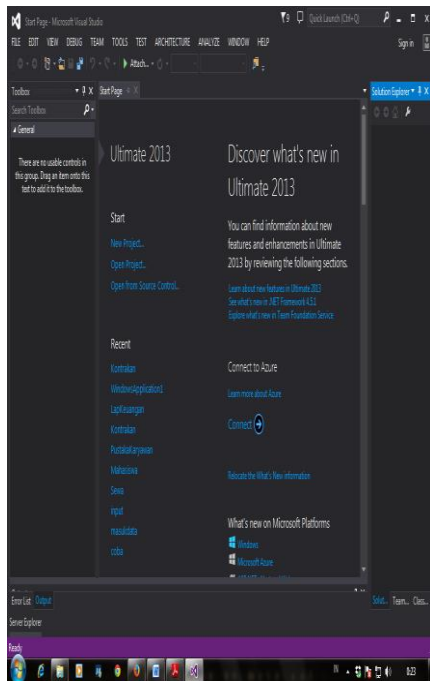 Start Page - Microsoft Visual Studio
9
Quick Launch (Ctrl+Q)
FILE EDIT VIEW DEBUG TEAM TOOLS TEST ARCHITECTURE ANALYZE WINDOW HELP
Sign in
Attach...
Toolbox
Start Page
Solution Explorer
Search Toolbox
General
There are no usable controls in
this group. Drag an item onto this
text to add it to the toolbox.
Ultimate 2013
Start
New Project...
Open Project...
Open from Source Control...
Recent
Kontrakan
WindowsApplication1
LapKeuangan
Kontrakan
PustakaKaryawan
Mahasiswa
Sewa
input
masukdata
coba
Discover what's new in
Ultimate 2013
You can find information about new
features and enhancements in Ultimate
2013 by reviewing the following sections.
Learn about new features in Ultimate 2013
See what's new in .NET Framework 4.5.1
Explore what's new in Team Foundation Service
Connect to Azure
Learn more about Azure
Connect
Relocate the What's New information
What's new on Microsoft Platforms
Windows
Microsoft Azure
Error List Output
Solut... Team... Class...
Server Explorer
Ready
IN
0:23